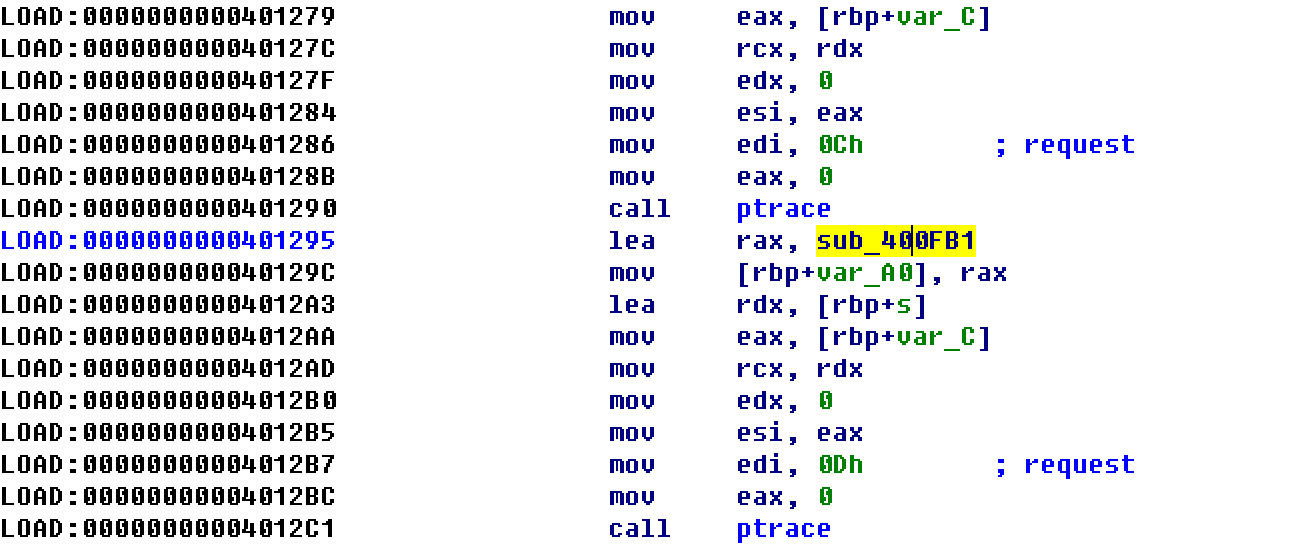 LOAD:0000000000401279 mov eax, [rbp+var_C]
LOAD:000000000040127C mov rcx, rdx
LOAD:000000000040127F mov edx, 0
LOAD:0000000000401284 mov esi, eax
LOAD:0000000000401286 mov edi, 0Ch ; request
LOAD:000000000040128B mov eax, 0
LOAD:0000000000401290 call ptrace
LOAD:0000000000401295 lea rax, sub_400FB1
LOAD:000000000040129C mov [rbp+var_A0], rax
LOAD:00000000004012A3 lea rdx, [rbp+s]
LOAD:00000000004012AA mov eax, [rbp+var_C]
LOAD:00000000004012AD mov rcx, rdx
LOAD:00000000004012B0 mov edx, 0
LOAD:00000000004012B5 mov esi, eax
LOAD:00000000004012B7 mov edi, 0Dh ; request
LOAD:00000000004012BC mov eax, 0
LOAD:00000000004012C1 call ptrace